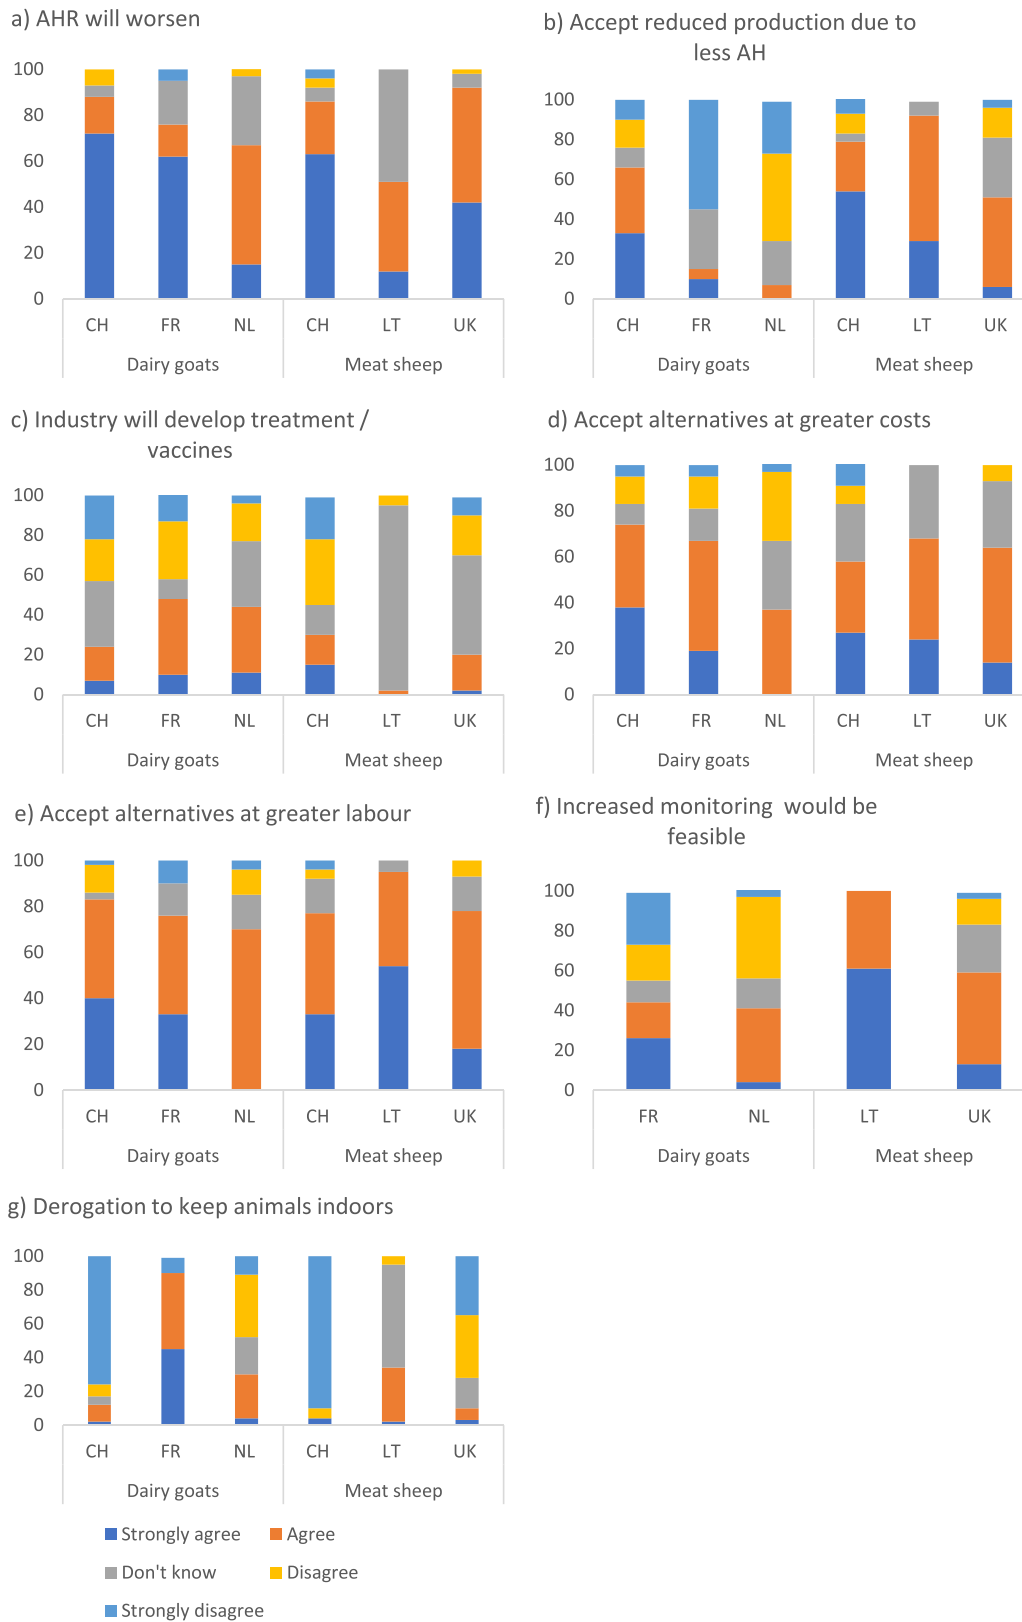 a) AHR will worsen
100
80
60
40
20
0
CH FR NL CH LT UK
Dairy goats Meat sheep
b) Accept reduced production due to
less AH
100
80
60
40
20
0
CH FR NL CH LT UK
Dairy goats Meat sheep
c) Industry will develop treatment /
vaccines
100
80
60
40
20
0
CH FR NL CH LT UK
Dairy goats Meat sheep
d) Accept alternatives at greater costs
100
80
60
40
20
0
CH FR NL CH LT UK
Dairy goats Meat sheep
e) Accept alternatives at greater labour
100
80
60
40
20
0
CH FR NL CH LT UK
Dairy goats Meat sheep
f) Increased monitoring would be
feasible
100
80
60
40
20
0
FR NL LT UK
Dairy goats Meat sheep
g) Derogation to keep animals indoors
100
80
60
40
20
0
CH FR NL CH LT UK
Dairy goats Meat sheep
Strongly agree Agree
Don't know Disagree
Strongly disagree